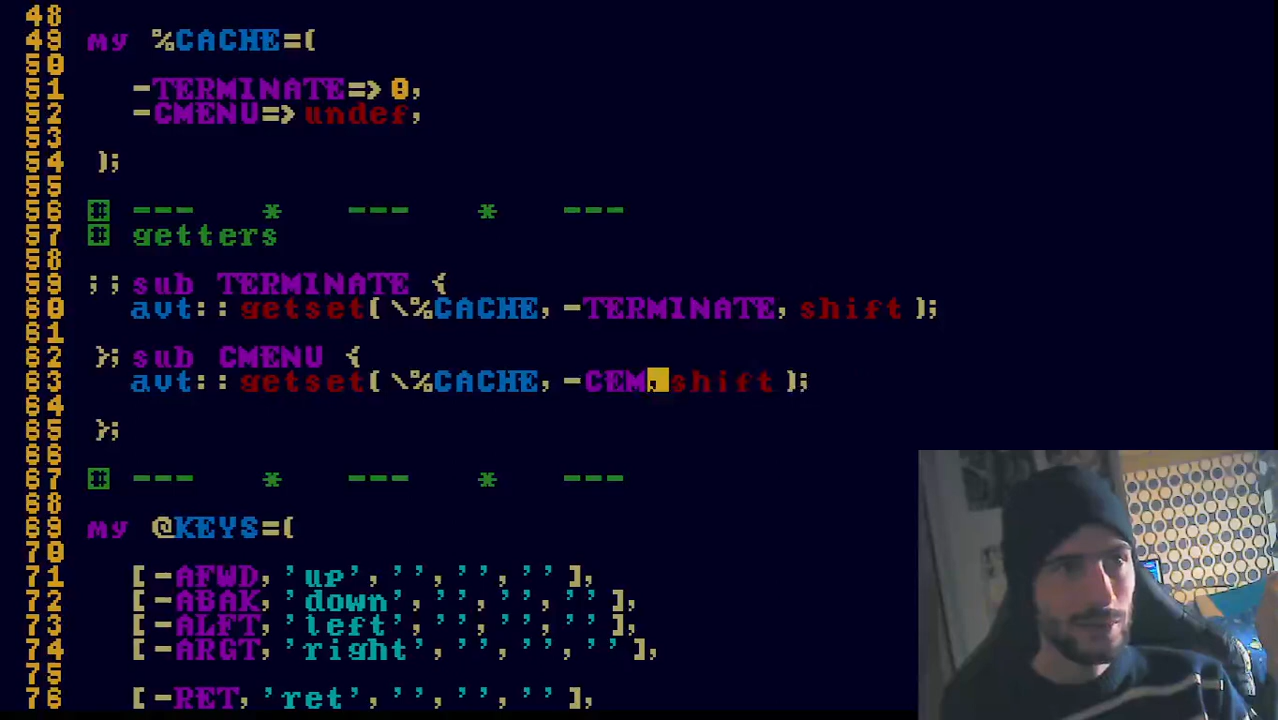 48
49 my %CACHE=(
50
51 -TERMINATE=>0,
52 -CMENU=>undef,
53
54 );
55
56 # --- * --- * ---
57 # getters
58
59 ;;sub TERMINATE {
60 avt::getset(\%CACHE,-TERMINATE,shift);
61
62 };sub CMENU {
63 avt::getset(\%CACHE,-CEM,shift);
64
65 };
66
67 # --- * --- * ---
68
69 my @KEYS=(
70
71 [-AFWD,'up','','',''],
72 [-ABAK,'down','','',''],
73 [-ALFT,'left','','',''],
74 [-ARGT,'right','','',''],
75
76 [-RET,'ret','','',''],